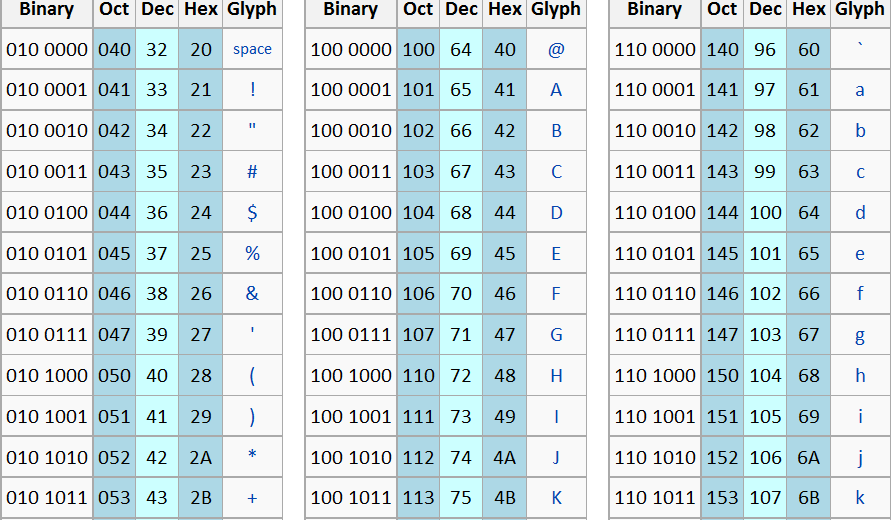 Binary Oct Dec Hex Glyph Binary Oct Dec Hex Glyph Binary Oct Dec Hex Glyph
010 0000 040 32 20 space 100 0000 100 64 40 @ 110 0000 140 96 60 `
010 0001 041 33 21 ! 100 0001 101 65 41 A 110 0001 141 97 61 a
010 0010 042 34 22 " 100 0010 102 66 42 B 110 0010 142 98 62 b
010 0011 043 35 23 # 100 0011 103 67 43 C 110 0011 143 99 63 c
010 0100 044 36 24 $ 100 0100 104 68 44 D 110 0100 144 100 64 d
010 0101 045 37 25 % 100 0101 105 69 45 E 110 0101 145 101 65 e
010 0110 046 38 26 & 100 0110 106 70 46 F 110 0110 146 102 66 f
010 0111 047 39 27 ' 100 0111 107 71 47 G 110 0111 147 103 67 g
010 1000 050 40 28 ( 100 1000 110 72 48 H 110 1000 150 104 68 h
010 1001 051 41 29 ) 100 1001 111 73 49 I 110 1001 151 105 69 i
010 1010 052 42 2A * 100 1010 112 74 4A J 110 1010 152 106 6A j
010 1011 053 43 2B + 100 1011 113 75 4B K 110 1011 153 107 6B k